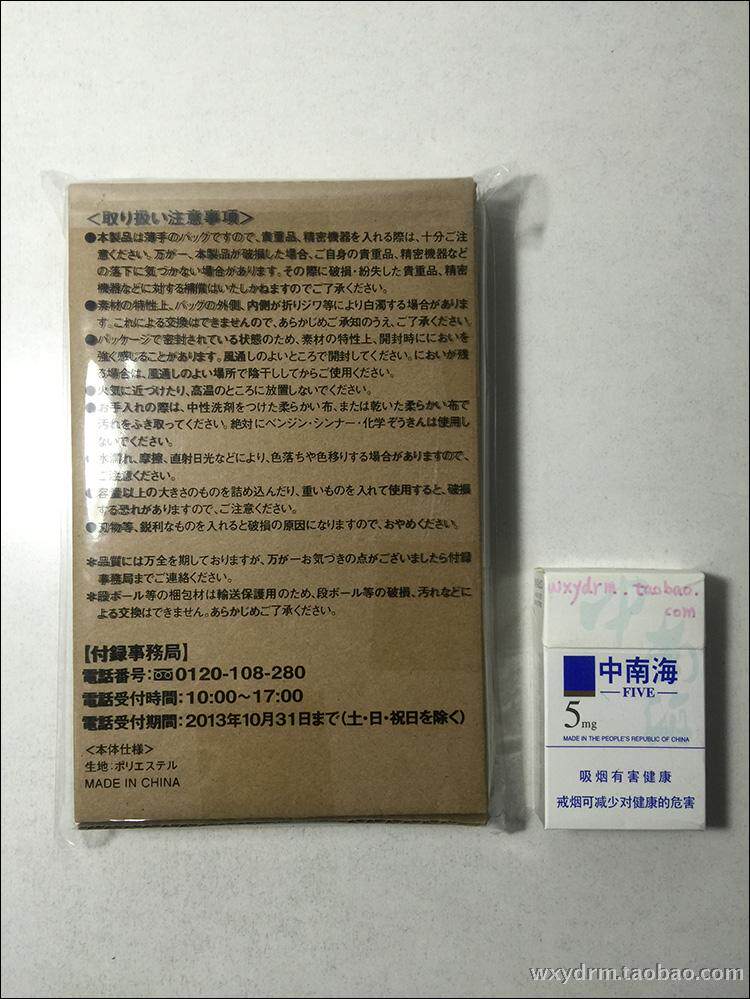 ＜取り扱い注意事項＞
●本製品は薄手のバッグですので、貴重品、精密機器を入れる際は、十分ご注
意ください。万が一、本製品が破損した場合、ご自身の貴重品、精密機器など
の落下に気づかない場合があります。その際に破損・紛失した貴重品、精密
機器などに対する補償はいたしかねますのでご了承ください。
●素材の特性上、バッグの外側、内側が折りジワ等により白濁する場合がありま
す。これによる交換はできませんので、あらかじめご承知のうえ、ご了承ください。
●パッケージで密封されている状態のため、素材の特性上、開封時ににおいを
強く感じることがあります。風通しのよいところで開封してください。においが残
る場合は、風通しのよい場所で陰干ししてからご使用ください。
●火気に近づけたり、高温のところに放置しないでください。
●お手入れの際は、中性洗剤をつけた柔らかい布、または乾いた柔らかい布で
汚れをふき取ってください。絶対にベンジン・シンナー・化学ぞうきんは使用し
ないでください。
●水濡れ、摩擦、直射日光などにより、色落ちや色移りする場合がありますので、
ご注意ください。
●容量以上の大きさのものを詰め込んだり、重いものを入れて使用すると、破損
する恐れがありますので、ご注意ください。
●刃物等、鋭利なものを入れると破損の原因になりますので、おやめください。
＊品質には万全を期しておりますが、万が一お気づきの点がございましたら付録
事務局までご連絡ください。
＊段ボール等の梱包材は輸送保護用のため、段ボール等の破損、汚れなどに
よる交換はできません。あらかじめご了承ください。
【付録事務局】
電話番号:0120-108-280
電話受付時間:10:00〜17:00
電話受付期間:2013年10月31日まで(土・日・祝日を除く)
＜本体仕様＞
生地:ポリエステル
MADE IN CHINA
wxydrm.taobao.
com
中南海
FIVE
5mg
MADE IN THE PEOPLE'S REPUBLIC OF CHINA
吸烟有害健康
戒烟可减少对健康的危害
wxydrm.taobao.com